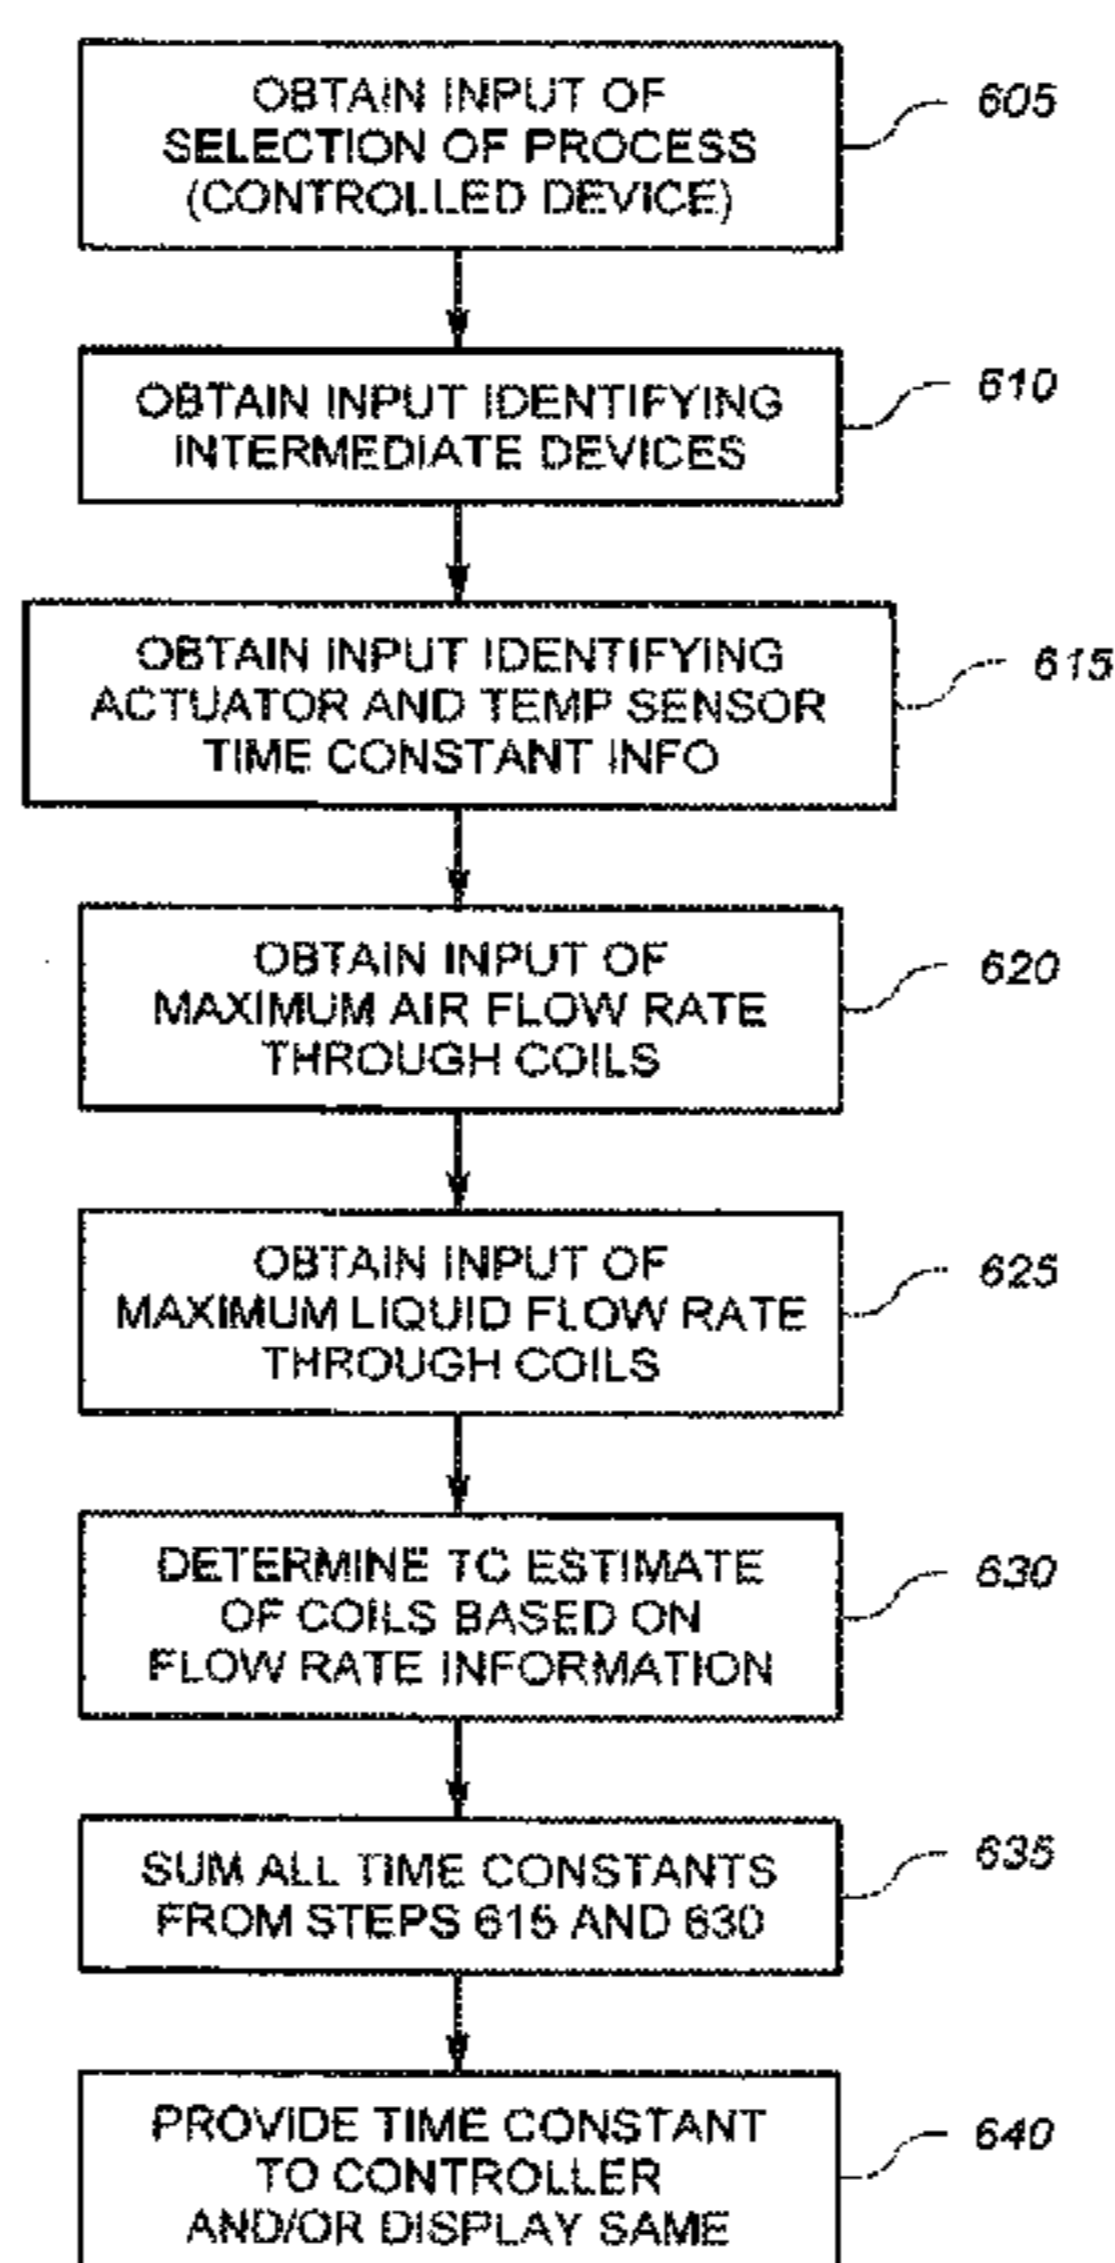 OBTAIN INPUT OF
SELECTION OF PROCESS
(CONTROLLED DEVICE)
605
OBTAIN INPUT IDENTIFYING
INTERMEDIATE DEVICES
610
OBTAIN INPUT IDENTIFYING
ACTUATOR AND TEMP SENSOR
TIME CONSTANT INFO
615
OBTAIN INPUT OF
MAXIMUM AIR FLOW RATE
THROUGH COILS
620
OBTAIN INPUT OF
MAXIMUM LIQUID FLOW RATE
THROUGH COILS
625
DETERMINE TC ESTIMATE
OF COILS BASED ON
FLOW RATE INFORMATION
630
SUM ALL TIME CONSTANTS
FROM STEPS 615 AND 630
635
PROVIDE TIME CONSTANT
TO CONTROLLER
AND/OR DISPLAY SAME
640